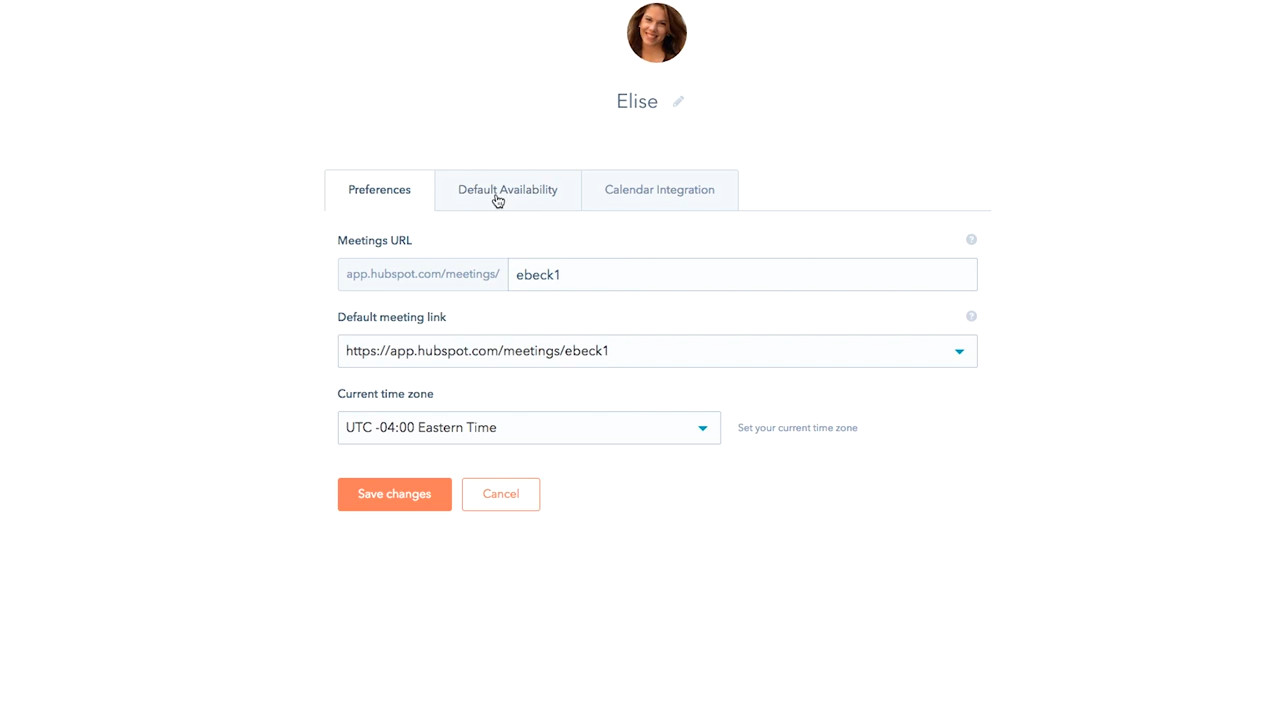 Elise
Preferences
Default Availability
Calendar Integration
Meetings URL
?
app.hubspot.com/meetings/
ebeck1
Default meeting link
?
https://app.hubspot.com/meetings/ebeck1
Current time zone
UTC -04:00 Eastern Time
Set your current time zone
Save changes
Cancel